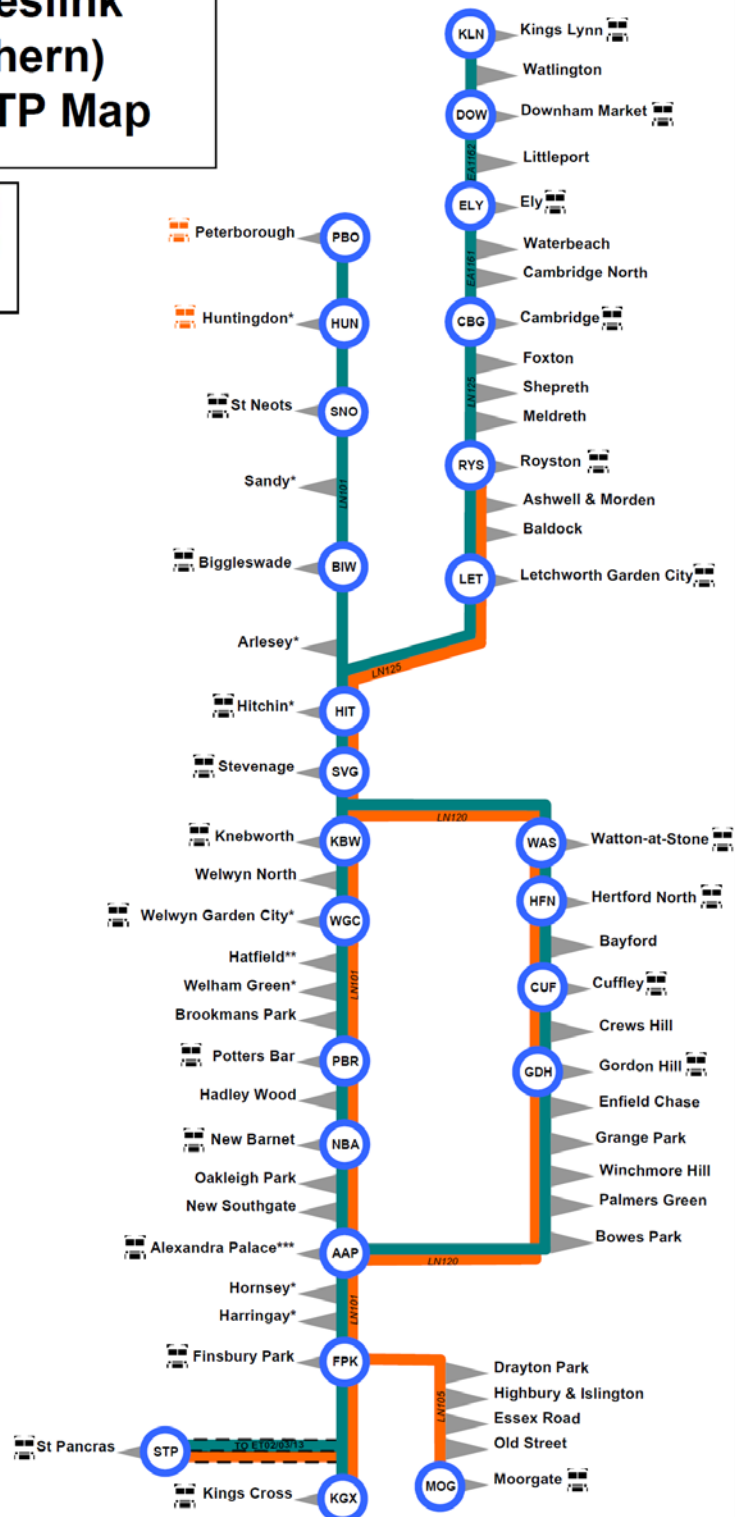 eslink
hern)
TP Map
KLN Kings Lynn
Watlington
DOW Downham Market
EA1162
Littleport
ELY Ely
Waterbeach
EA1161
Cambridge North
CBG Cambridge
Foxton
LN125
Shepreth
Meldreth
RYS Royston
Ashwell & Morden
Baldock
LET Letchworth Garden City
LN125
Peterborough PBO
Huntingdon* HUN
St Neots SNO
Sandy*
LN101
Biggleswade BIW
Arlesey*
Hitchin* HIT
Stevenage SVG
LN120
Knebworth KBW
Welwyn North
Welwyn Garden City* WGC
Hatfield**
LN101
Welham Green*
Brookmans Park
Potters Bar PBR
Hadley Wood
New Barnet NBA
Oakleigh Park
New Southgate
Alexandra Palace*** AAP
WAS Watton-at-Stone
HFN Hertford North
Bayford
CUF Cuffley
Crews Hill
GDH Gordon Hill
Enfield Chase
Grange Park
Winchmore Hill
Palmers Green
Bowes Park
LN120
Hornsey*
LN101
Harringay*
Finsbury Park FPK
Drayton Park
Highbury & Islington
LN105
Essex Road
Old Street
MOG Moorgate
St Pancras STP
TO ET02/03/13
Kings Cross KGX